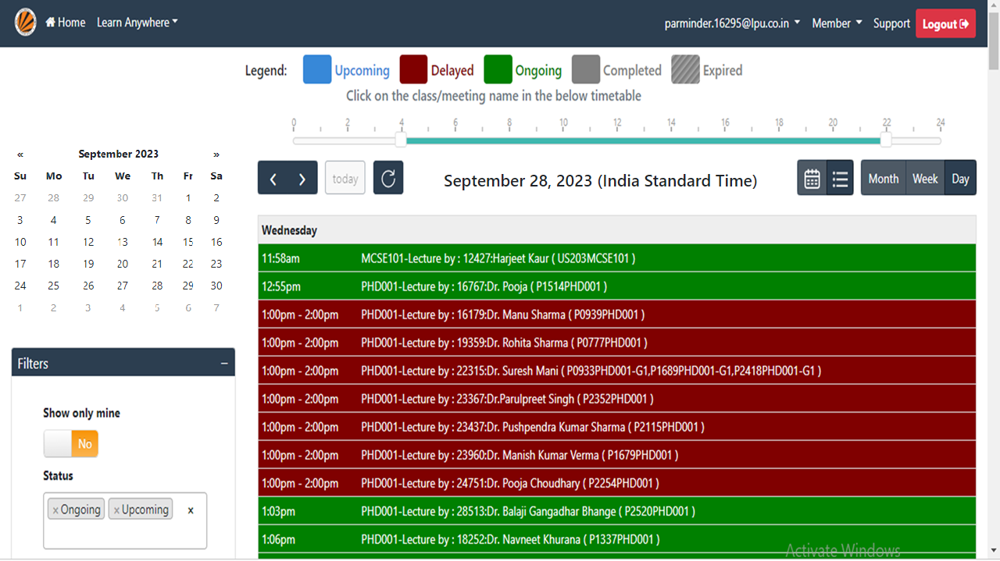 Home Learn Anywhere parminder.16295@lpu.co.in Member Support Logout
Legend: Upcoming Delayed Ongoing Completed Expired
Click on the class/meeting name in the below timetable
0 2 4 6 8 10 12 14 16 18 20 22 24
« September 2023 »
Su Mo Tu We Th Fr Sa
27 28 29 30 31 1 2
3 4 5 6 7 8 9
10 11 12 13 14 15 16
17 18 19 20 21 22 23
24 25 26 27 28 29 30
1 2 3 4 5 6 7
Filters −
Show only mine
No
Status
× Ongoing × Upcoming ×
today September 28, 2023 (India Standard Time) Month Week Day
Wednesday
11:58am MCSE101-Lecture by : 12427:Harjeet Kaur ( US203MCSE101 )
12:55pm PHD001-Lecture by : 16767:Dr. Pooja ( P1514PHD001 )
1:00pm - 2:00pm PHD001-Lecture by : 16179:Dr. Manu Sharma ( P0939PHD001 )
1:00pm - 2:00pm PHD001-Lecture by : 19359:Dr. Rohita Sharma ( P0777PHD001 )
1:00pm - 2:00pm PHD001-Lecture by : 22315:Dr. Suresh Mani ( P0933PHD001-G1,P1689PHD001-G1,P2418PHD001-G1 )
1:00pm - 2:00pm PHD001-Lecture by : 23367:Dr.Parulpreet Singh ( P2352PHD001 )
1:00pm - 2:00pm PHD001-Lecture by : 23437:Dr. Pushpendra Kumar Sharma ( P2115PHD001 )
1:00pm - 2:00pm PHD001-Lecture by : 23960:Dr. Manish Kumar Verma ( P1679PHD001 )
1:00pm - 2:00pm PHD001-Lecture by : 24751:Dr. Pooja Choudhary ( P2254PHD001 )
1:03pm PHD001-Lecture by : 28513:Dr. Balaji Gangadhar Bhange ( P2520PHD001 )
1:06pm PHD001-Lecture by : 18252:Dr. Navneet Khurana ( P1337PHD001 )
Activate Windows